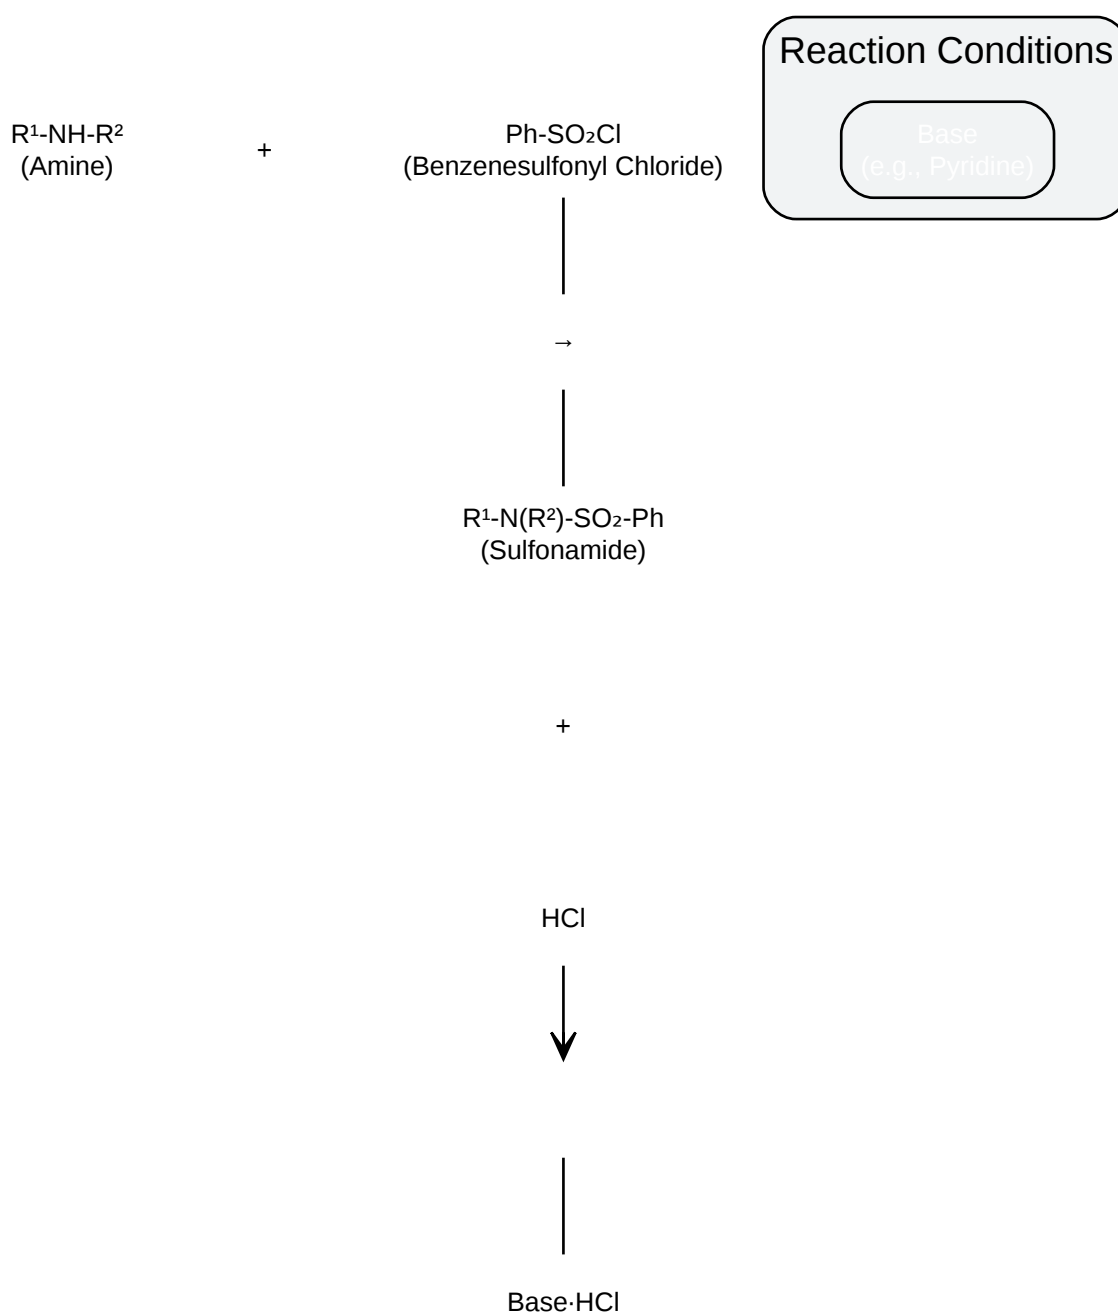 Reaction Conditions
R¹-NH-R²
(Amine)
+
Ph-SO₂Cl
(Benzenesulfonyl Chloride)
Base
(e.g., Pyridine)
→
R¹-N(R²)-SO₂-Ph
(Sulfonamide)
+
HCl
Base·HCl